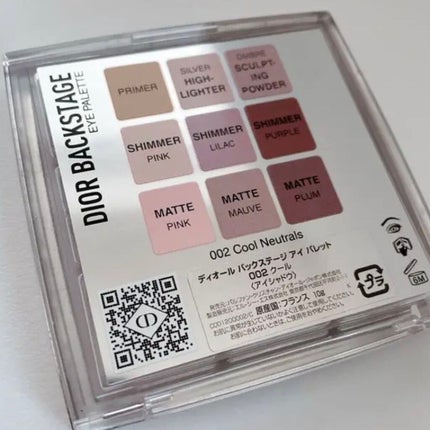 DIOR BACKSTAGE
EYE PALETTE
PRIMER
SILVER
HIGH-
LIGHTER
OMBRE
SCULPT-
ING
POWDER
SHIMMER
PINK
SHIMMER
LILAC
SHIMMER
PURPLE
MATTE
PINK
MATTE
MAUVE
MATTE
PLUM
002 Cool Neutrals
ディオール バックステージ アイ パレット
002 クール
(アイシャドウ)
原産国:フランス 10g
6M